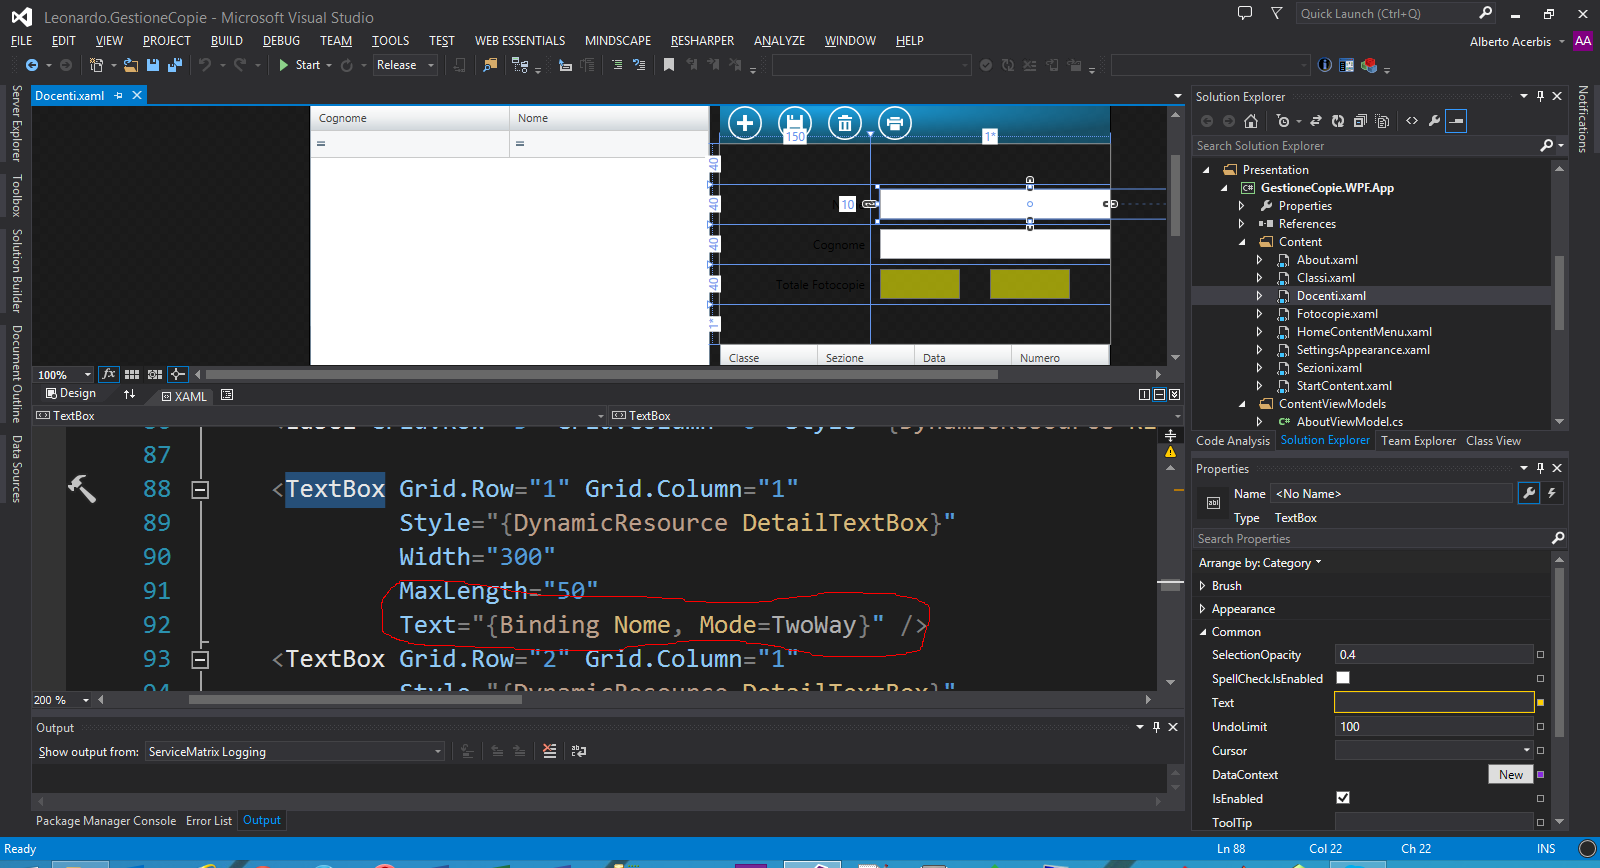 Leonardo.GestioneCopie - Microsoft Visual Studio
Quick Launch (Ctrl+Q)
FILE EDIT VIEW PROJECT BUILD DEBUG TEAM TOOLS TEST WEB ESSENTIALS MINDSCAPE RESHARPER ANALYZE WINDOW HELP
Alberto Acerbis AA
Start Release
Server Explorer
Toolbox
Solution Builder
Document Outline
Data Sources
Docenti.xaml
Cognome Nome
= =
150 1*
40
40
40
40
1*
10
Cognome
Totale Fotocopie
Classe Sezione Data Numero
100% fx
Design XAML
TextBox TextBox
87
88 <TextBox Grid.Row="1" Grid.Column="1"
89 Style="{DynamicResource DetailTextBox}"
90 Width="300"
91 MaxLength="50"
92 Text="{Binding Nome, Mode=TwoWay}" />
93 <TextBox Grid.Row="2" Grid.Column="1"
94 Style="{DynamicResource DetailTextBox}"
200 %
Output
Show output from: ServiceMatrix Logging
Package Manager Console Error List Output
Solution Explorer
Search Solution Explorer
Presentation
C# GestioneCopie.WPF.App
Properties
References
Content
About.xaml
Classi.xaml
Docenti.xaml
Fotocopie.xaml
HomeContentMenu.xaml
SettingsAppearance.xaml
Sezioni.xaml
StartContent.xaml
ContentViewModels
C# AboutViewModel.cs
Code Analysis Solution Explorer Team Explorer Class View
Notifications
Properties
Name <No Name>
Type TextBox
Search Properties
Arrange by: Category
Brush
Appearance
Common
SelectionOpacity 0.4
SpellCheck.IsEnabled
Text
UndoLimit 100
Cursor
DataContext New
IsEnabled
ToolTip
Ready Ln 88 Col 22 Ch 22 INS